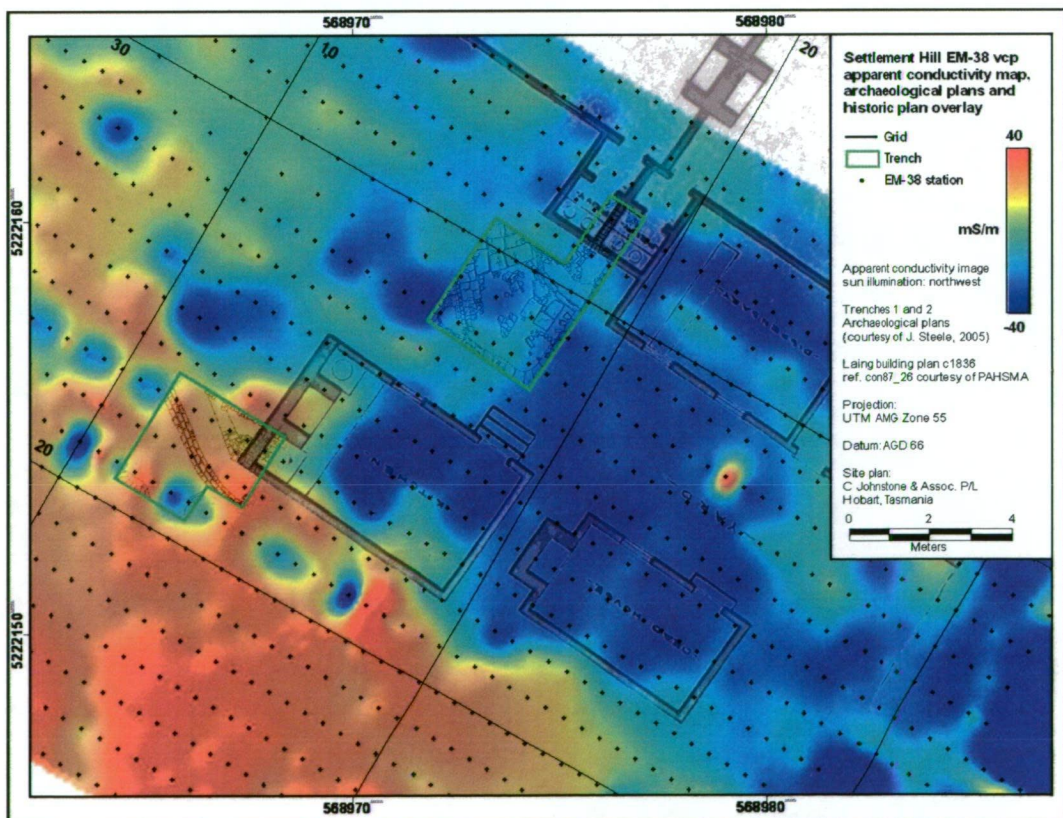 568970
568980
30
10
20
Settlement Hill EM-38 vcp
apparent conductivity map,
archaeological plans and
historic plan overlay
Grid
Trench
EM-38 station
40
mS/m
-40
Apparent conductivity image
sun illumination: northwest
Trenches 1 and 2
Archaeological plans
(courtesy of J. Steele, 2005)
Laing building plan c1836
ref. con87_26 courtesy of PAHSMA
Projection:
UTM AMG Zone 55
Datum: AGD 66
Site plan:
C Johnstone & Assoc. P/L
Hobart, Tasmania
0 2 4
Meters
5222160
20
KITCHEN
YARD
5222150
568970
568980